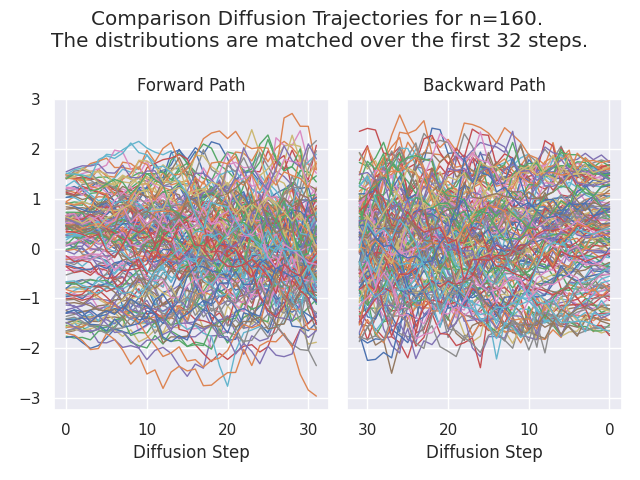 Comparison Diffusion Trajectories for n=160.
The distributions are matched over the first 32 steps.
Forward Path
Backward Path
3
2
1
0
−1
−2
−3
0 10 20 30
30 20 10 0
Diffusion Step
Diffusion Step